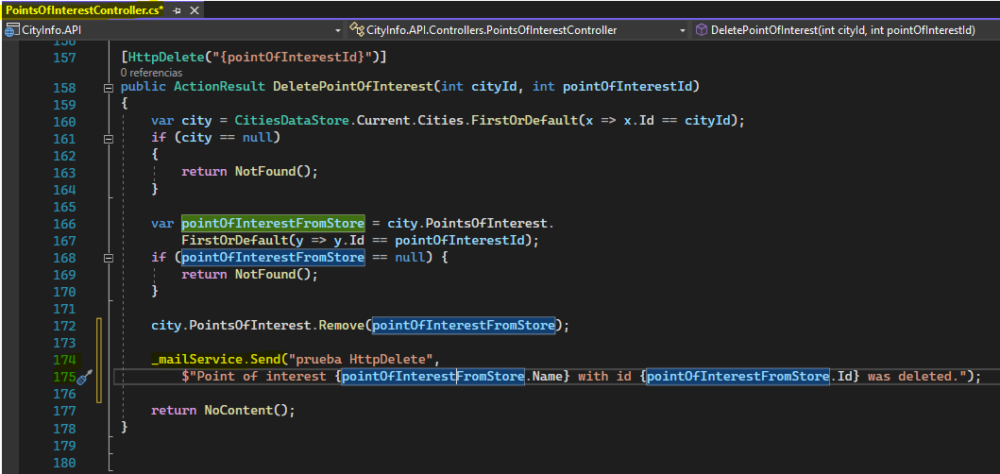 PointsOfInterestController.cs*
CityInfo.API CityInfo.API.Controllers.PointsOfInterestController DeletePointOfInterest(int cityId, int pointOfInterestId)
156
157 [HttpDelete("{pointOfInterestId}")]
0 referencias
158 public ActionResult DeletePointOfInterest(int cityId, int pointOfInterestId)
159 {
160 var city = CitiesDataStore.Current.Cities.FirstOrDefault(x => x.Id == cityId);
161 if (city == null)
162 {
163 return NotFound();
164 }
165
166 var pointOfInterestFromStore = city.PointsOfInterest.
167 FirstOrDefault(y => y.Id == pointOfInterestId);
168 if (pointOfInterestFromStore == null) {
169 return NotFound();
170 }
171
172 city.PointsOfInterest.Remove(pointOfInterestFromStore);
173
174 _mailService.Send("prueba HttpDelete",
175 $"Point of interest {pointOfInterestFromStore.Name} with id {pointOfInterestFromStore.Id} was deleted.");
176
177 return NoContent();
178 }
179
180